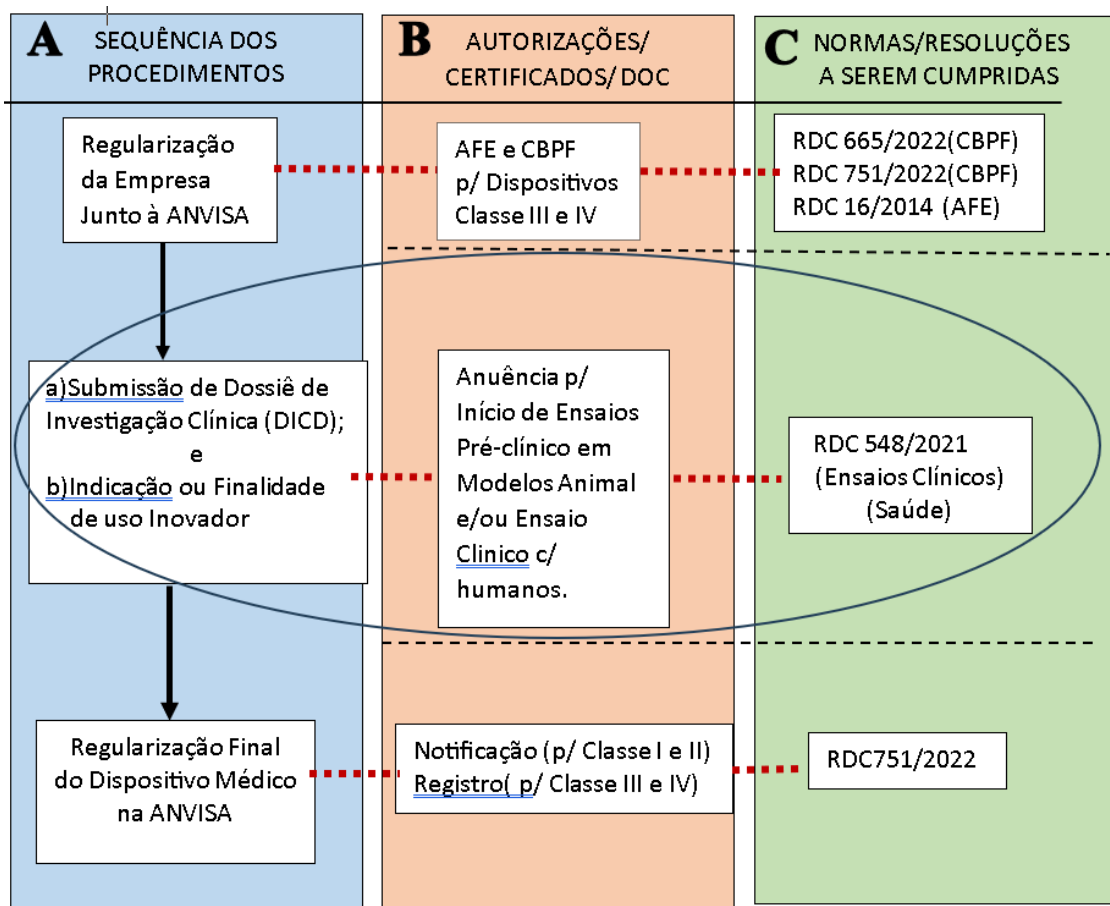 A SEQUÊNCIA DOS
PROCEDIMENTOS
B AUTORIZAÇÕES/
CERTIFICADOS/ DOC
C NORMAS/RESOLUÇÕES
A SEREM CUMPRIDAS
Regularização
da Empresa
Junto à ANVISA
AFE e CBPF
p/ Dispositivos
Classe III e IV
RDC 665/2022(CBPF)
RDC 751/2022(CBPF)
RDC 16/2014 (AFE)
a)Submissão de Dossiê de
Investigação Clínica (DICD);
e
b)Indicação ou Finalidade
de uso Inovador
Anuência p/
Início de Ensaios
Pré-clínico em
Modelos Animal
e/ou Ensaio
Clinico c/
humanos.
RDC 548/2021
(Ensaios Clínicos)
(Saúde)
Regularização Final
do Dispositivo Médico
na ANVISA
Notificação (p/ Classe I e II)
Registro( p/ Classe III e IV)
RDC751/2022